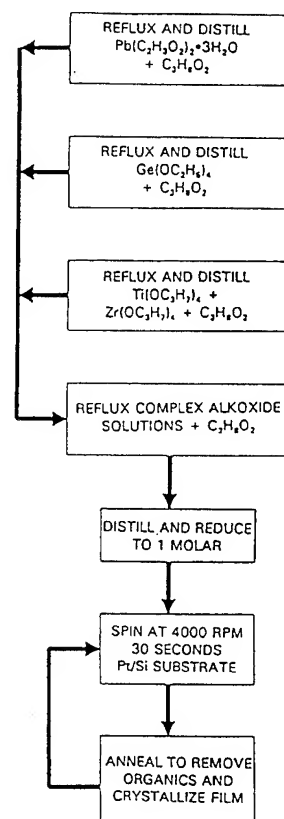 REFLUX AND DISTILL
Pb(C₂H₃O₂)₂•3H₂O
+ C₃H₈O₂
REFLUX AND DISTILL
Ge(OC₂H₅)₄
+ C₃H₈O₂
REFLUX AND DISTILL
Ti(OC₃H₇)₄ +
Zr(OC₃H₇)₄ + C₃H₈O₂
REFLUX COMPLEX ALKOXIDE
SOLUTIONS + C₃H₈O₂
DISTILL AND REDUCE
TO 1 MOLAR
SPIN AT 4000 RPM
30 SECONDS
Pt/Si SUBSTRATE
ANNEAL TO REMOVE
ORGANICS AND
CRYSTALLIZE FILM